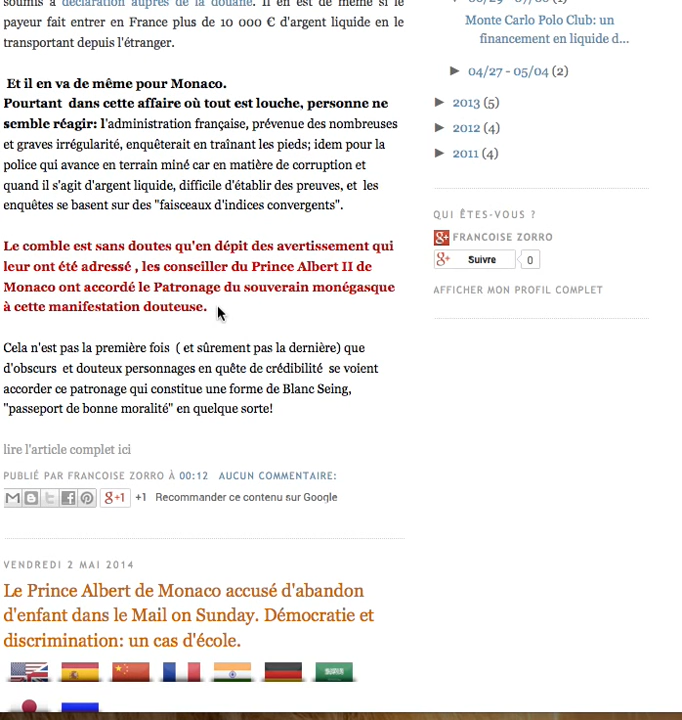 soumis à déclaration auprès de la douane. Il en est de même si le
payeur fait entrer en France plus de 10 000 € d'argent liquide en le
transportant depuis l'étranger.
Et il en va de même pour Monaco.
Pourtant dans cette affaire où tout est louche, personne ne
semble réagir: l'administration française, prévenue des nombreuses
et graves irrégularité, enquêterait en traînant les pieds; idem pour la
police qui avance en terrain miné car en matière de corruption et
quand il s'agit d'argent liquide, difficile d'établir des preuves, et les
enquêtes se basent sur des "faisceaux d'indices convergents".
Le comble est sans doutes qu'en dépit des avertissement qui
leur ont été adressé , les conseiller du Prince Albert II de
Monaco ont accordé le Patronage du souverain monégasque
à cette manifestation douteuse.
Cela n'est pas la première fois ( et sûrement pas la dernière) que
d'obscurs et douteux personnages en quête de crédibilité se voient
accorder ce patronage qui constitue une forme de Blanc Seing,
"passeport de bonne moralité" en quelque sorte!
lire l'article complet ici
PUBLIÉ PAR FRANCOISE ZORRO À 00:12 AUCUN COMMENTAIRE:
+1 Recommander ce contenu sur Google
VENDREDI 2 MAI 2014
Le Prince Albert de Monaco accusé d'abandon
d'enfant dans le Mail on Sunday. Démocratie et
discrimination: un cas d'école.
Monte Carlo Polo Club: un
financement en liquide d...
► 04/27 - 05/04 (2)
► 2013 (5)
► 2012 (4)
► 2011 (4)
QUI ÊTES-VOUS ?
FRANCOISE ZORRO
Suivre 0
AFFICHER MON PROFIL COMPLET